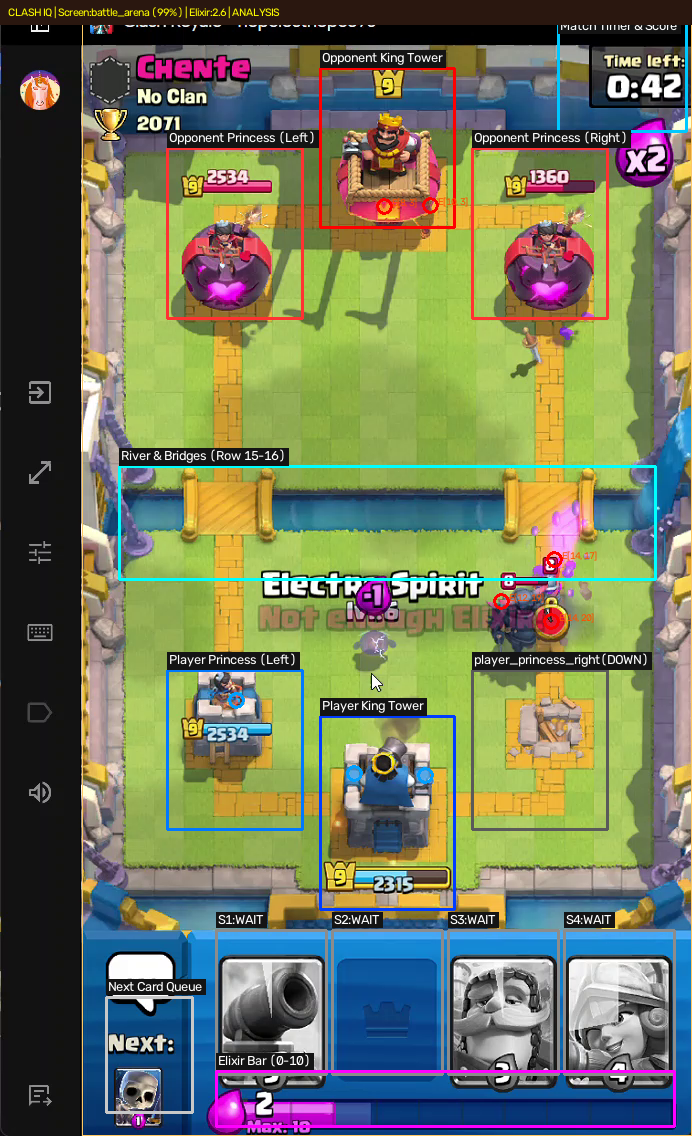 CLASH IQ | Screen:battle_arena (99%) | Elixir:2.6 | ANALYSIS
Match Timer & Score
Chente
No Clan
2071
Opponent King Tower
9
Time left:
0:42
x2
Opponent Princess (Left)
9
2534
Opponent Princess (Right)
9
1360
River & Bridges (Row 15-16)
E[14,17]
8
Electro Spirit
-1
Not enough Elixir
Player Princess (Left)
9
2534
player_princess_right(DOWN)
Player King Tower
9
2315
S1:WAIT
S2:WAIT
S3:WAIT
S4:WAIT
Next Card Queue
Next:
1
3
4
Elixir Bar (0-10)
2
Max: 10